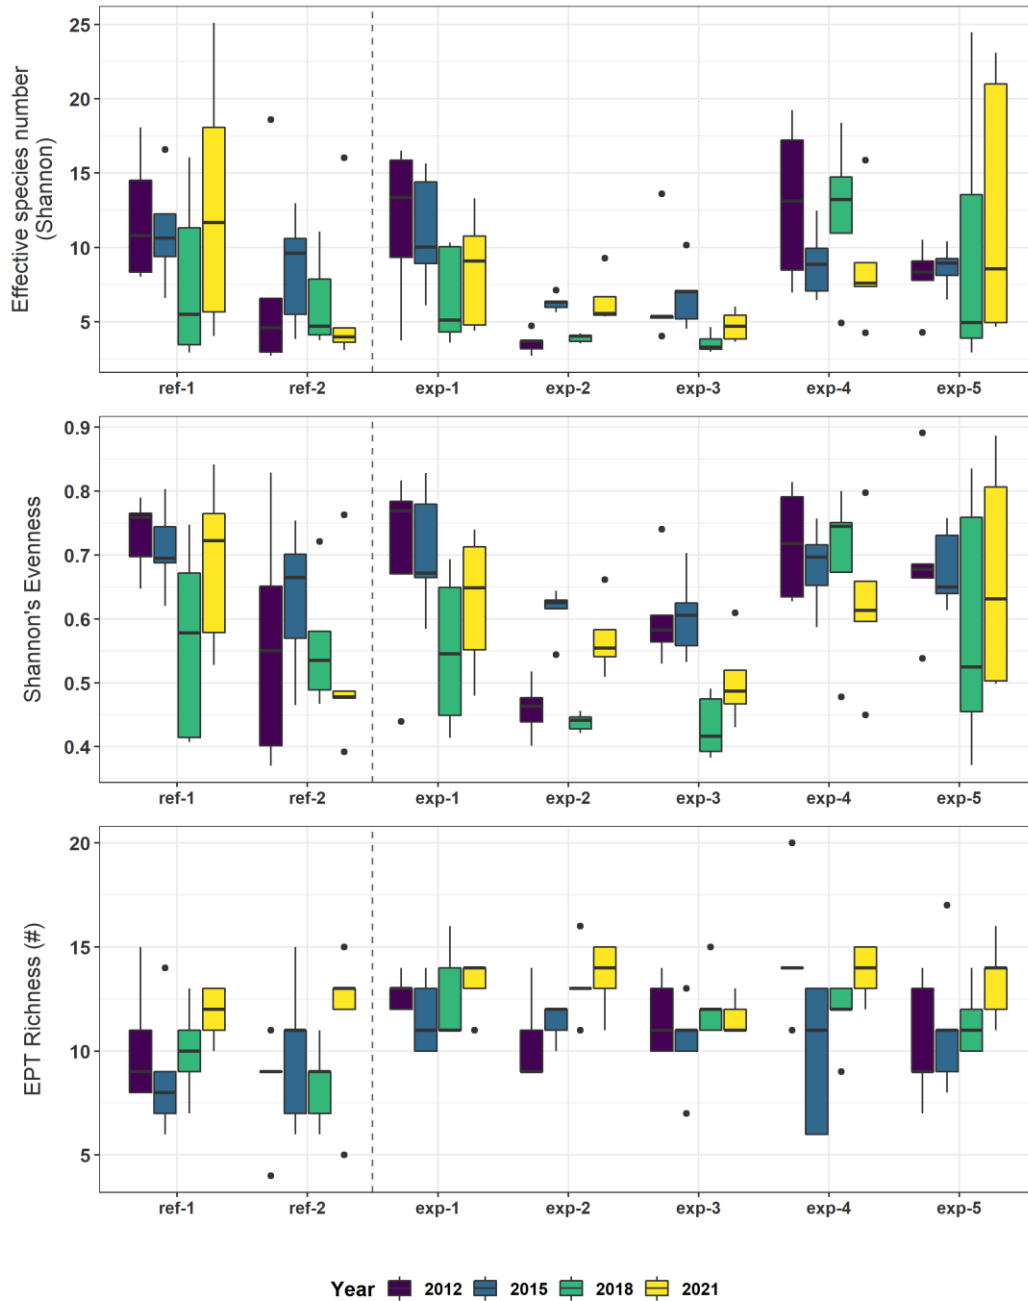 Effective species number
(Shannon)
25
20
15
10
5
ref-1 ref-2 exp-1 exp-2 exp-3 exp-4 exp-5
Shannon's Evenness
0.9
0.8
0.7
0.6
0.5
0.4
ref-1 ref-2 exp-1 exp-2 exp-3 exp-4 exp-5
EPT Richness (#)
20
15
10
5
ref-1 ref-2 exp-1 exp-2 exp-3 exp-4 exp-5
Year 2012 2015 2018 2021